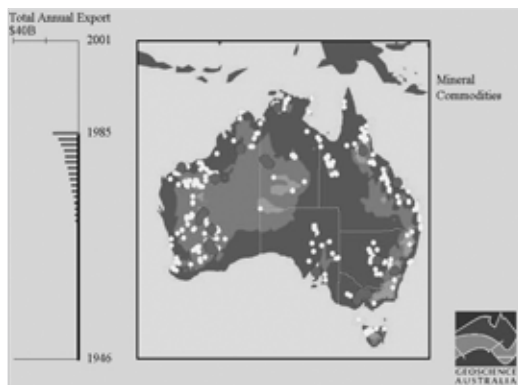 Total Annual Export
$40B
2001
1985
1946
Mineral
Commodities
GEOSCIENCE
AUSTRALIA